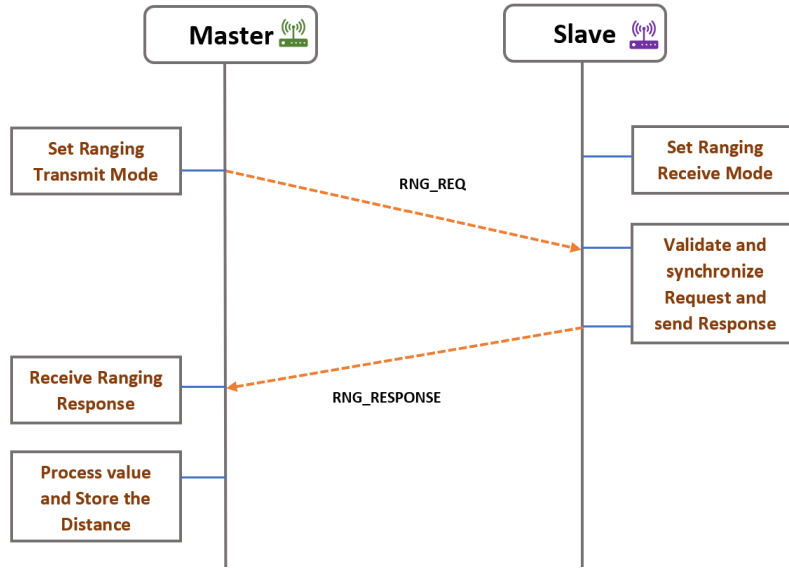 Master
Slave
Set Ranging
Transmit Mode
Set Ranging
Receive Mode
RNG_REQ
Validate and
synchronize
Request and
send Response
Receive Ranging
Response
RNG_RESPONSE
Process value
and Store the
Distance